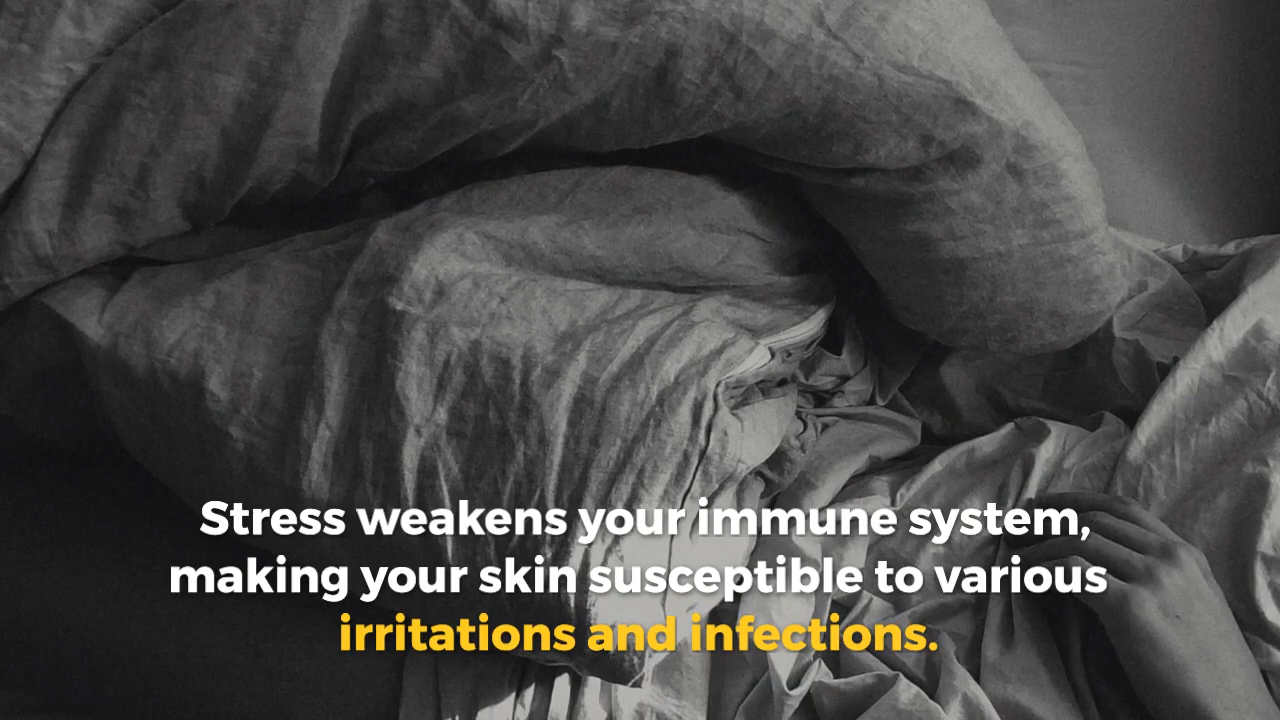 Stress weakens your immune system,
making your skin susceptible to various
irritations and infections.